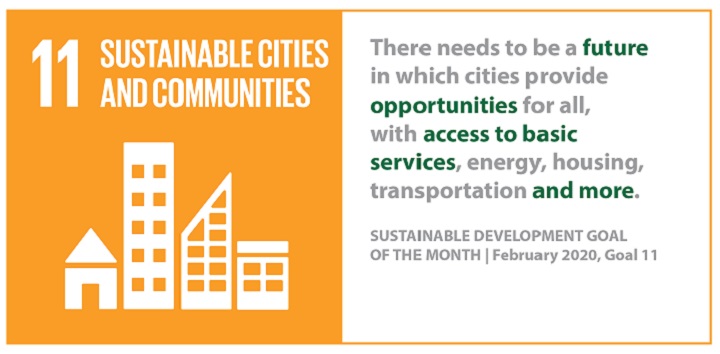 11 SUSTAINABLE CITIES
AND COMMUNITIES
There needs to be a future
in which cities provide
opportunities for all,
with access to basic
services, energy, housing,
transportation and more.
SUSTAINABLE DEVELOPMENT GOAL
OF THE MONTH | February 2020, Goal 11